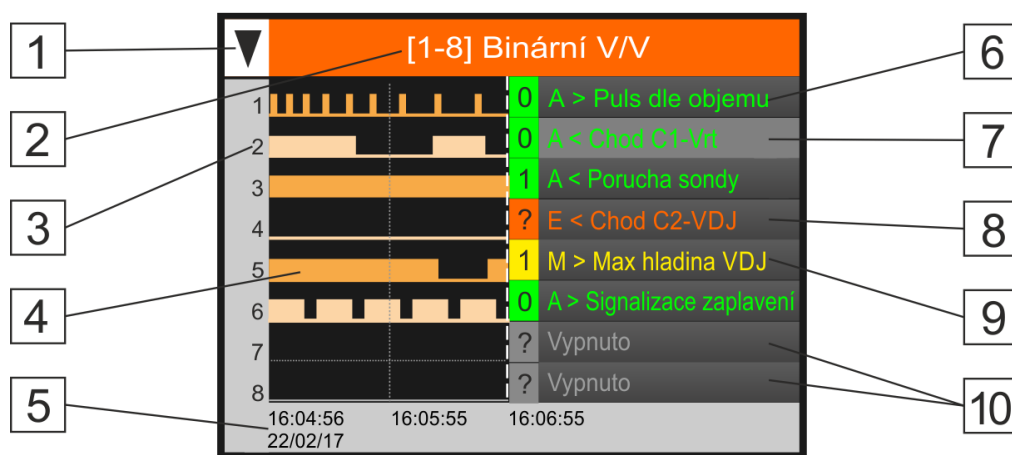 1
2
3
4
5
[1-8] Binární V/V
1
2
3
4
5
6
7
8
0 A > Puls dle objemu
0 A < Chod C1-Vrt
1 A < Porucha sondy
? E < Chod C2-VDJ
1 M > Max hladina VDJ
0 A > Signalizace zaplavení
? Vypnuto
? Vypnuto
16:04:56 16:05:55 16:06:55
22/02/17
6
7
8
9
10